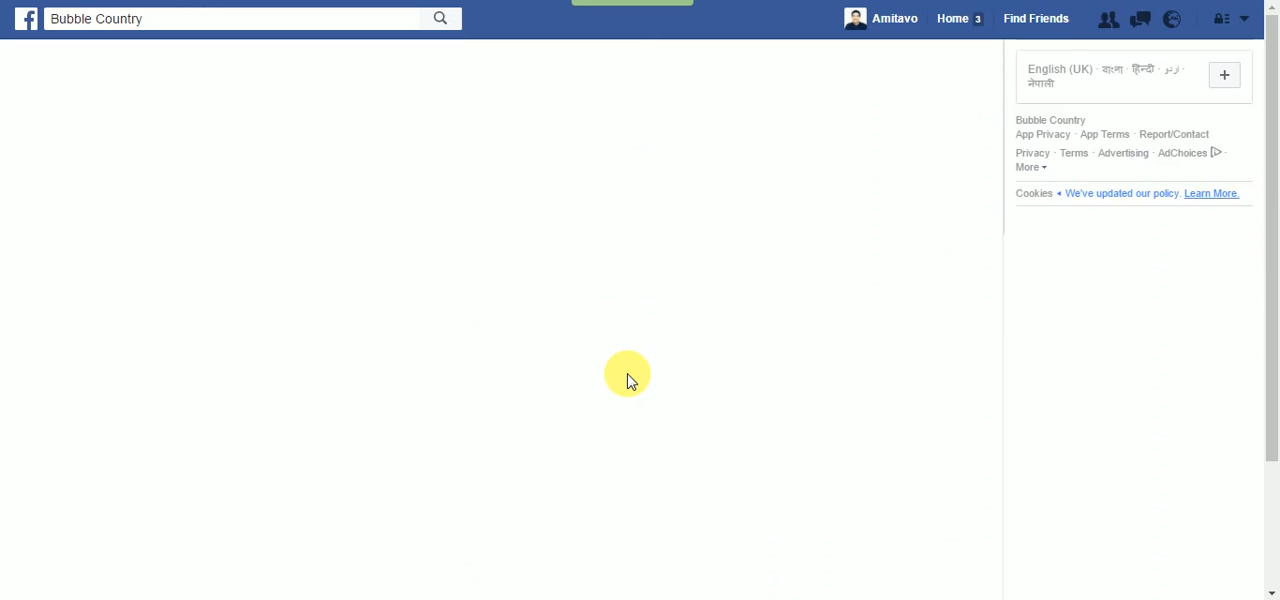 Bubble Country
Amitavo Home 3 Find Friends
English (UK) · বাংলা · हिन्दी · اردو ·
नेपाली
+
Bubble Country
App Privacy · App Terms · Report/Contact
Privacy · Terms · Advertising · AdChoices ·
More
Cookies We've updated our policy. Learn More.